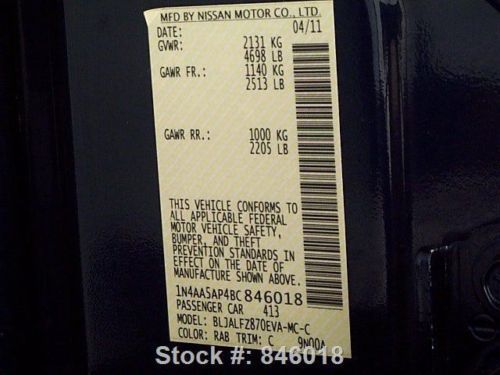 MFD BY NISSAN MOTOR CO., LTD.
DATE: 04/11
GVWR: 2131 KG
4698 LB
GAWR FR.: 1140 KG
2513 LB
GAWR RR.: 1000 KG
2205 LB
THIS VEHICLE CONFORMS TO
ALL APPLICABLE FEDERAL
MOTOR VEHICLE SAFETY,
BUMPER, AND THEFT
PREVENTION STANDARDS IN
EFFECT ON THE DATE OF
MANUFACTURE SHOWN ABOVE.
1N4AA5AP4BC846018
PASSENGER CAR 413
MODEL: BLJALFZ870EVA-MC-C
COLOR: RAB TRIM: C 9N00A
Stock #: 846018